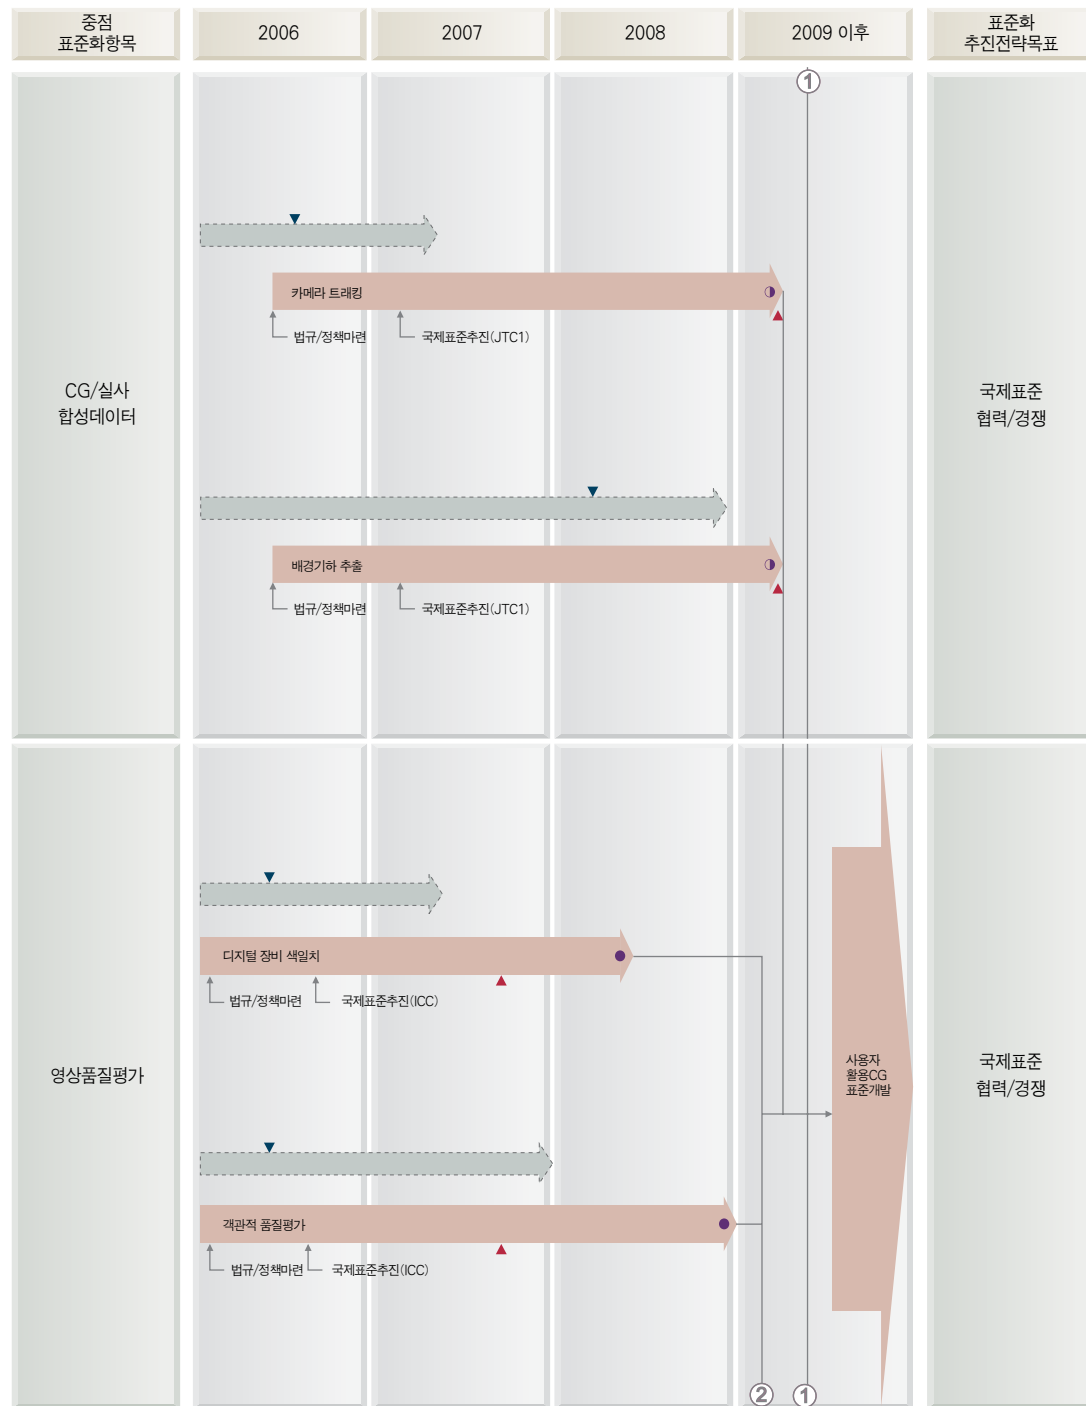 중점
표준화항목
2006
2007
2008
2009 이후
표준화
추진전략목표
①
카메라 트래킹
법규/정책마련
국제표준추진(JTC1)
CG/실사
합성데이터
국제표준
협력/경쟁
배경기하 추출
법규/정책마련
국제표준추진(JTC1)
디지털 장비 색일치
법규/정책마련
국제표준추진(ICC)
영상품질평가
사용자
활용CG
표준개발
국제표준
협력/경쟁
객관적 품질평가
법규/정책마련
국제표준추진(ICC)
②
①